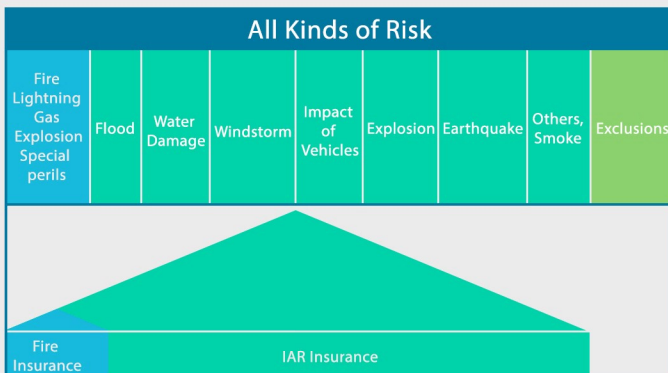 All Kinds of Risk
Fire
Lightning
Gas
Explosion
Special
perils
Flood
Water
Damage
Windstorm
Impact
of
Vehicles
Explosion
Earthquake
Others,
Smoke
Exclusions
Fire
Insurance
IAR Insurance